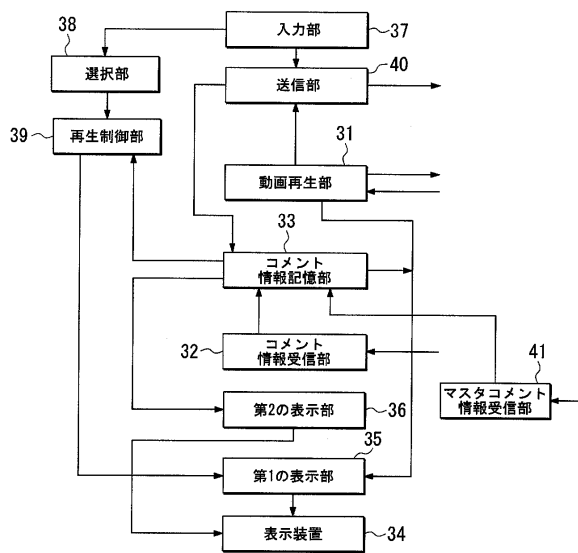 38
入力部
37
選択部
送信部
40
39
再生制御部
31
動画再生部
33
コメント
情報記憶部
32
コメント
情報受信部
41
マスタコメント
情報受信部
第2の表示部
36
35
第1の表示部
表示装置
34